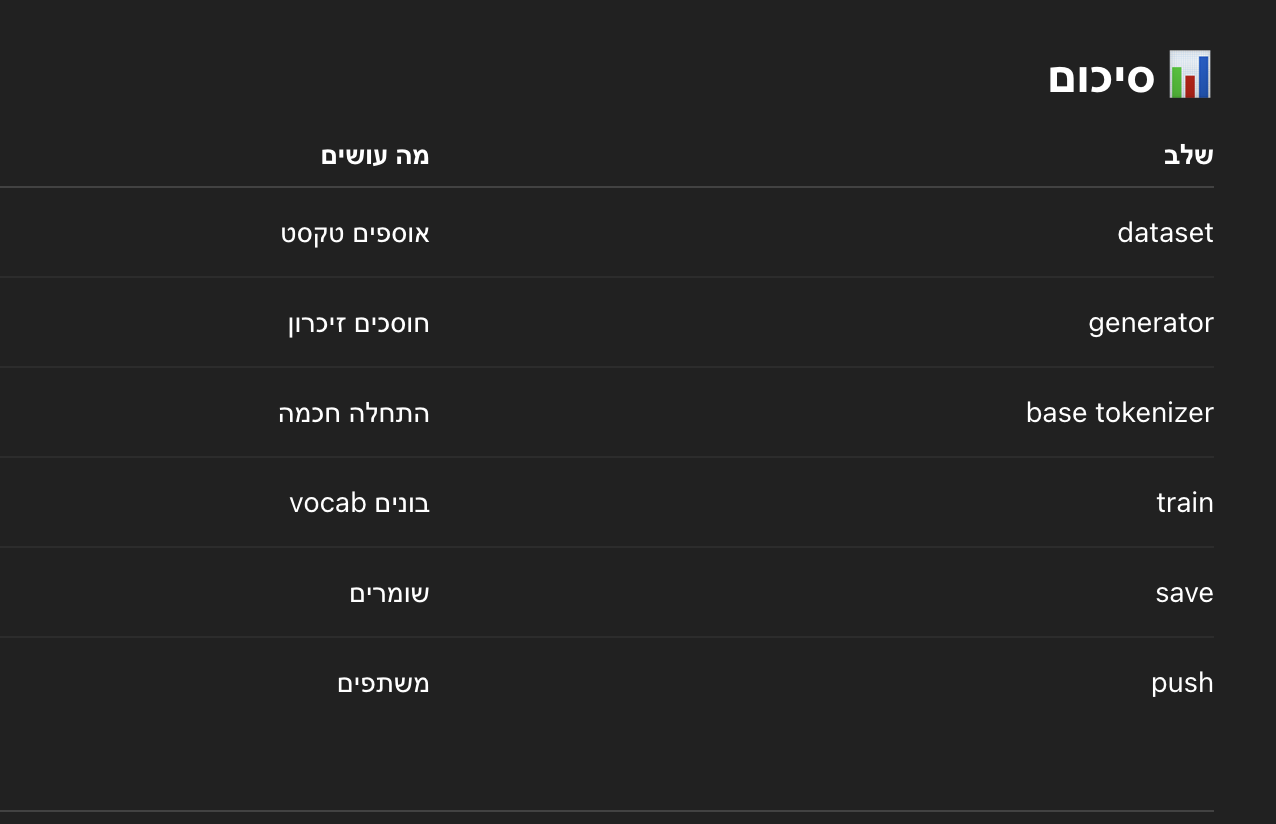 📊 סיכום
שלב מה עושים
dataset אוספים טקסט
generator חוסכים זיכרון
base tokenizer התחלה חכמה
train בונים vocab
save שומרים
push משתפים